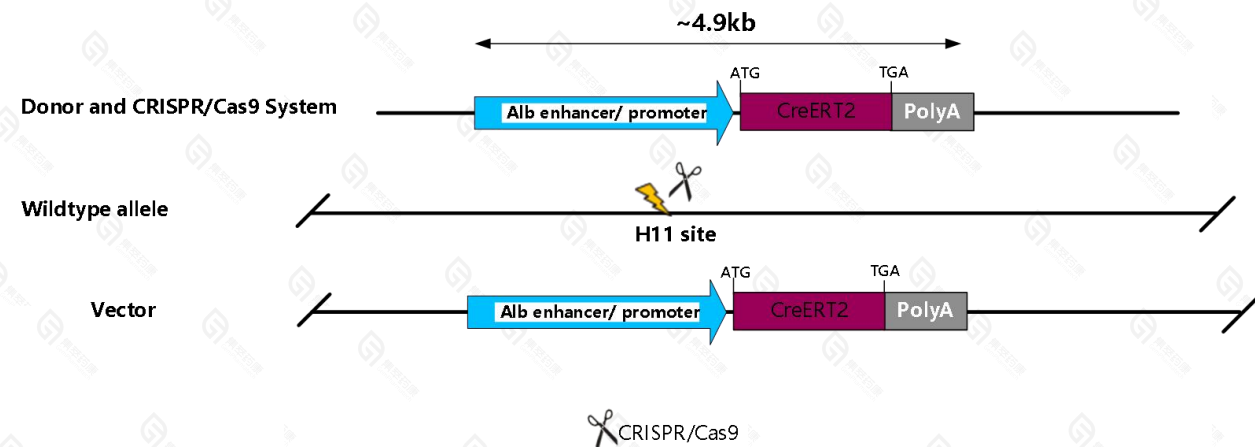 ~4.9kb
ATG TGA
Donor and CRISPR/Cas9 System Alb enhancer/ promoter CreERT2 PolyA
Wildtype allele
H11 site
ATG TGA
Vector Alb enhancer/ promoter CreERT2 PolyA
CRISPR/Cas9